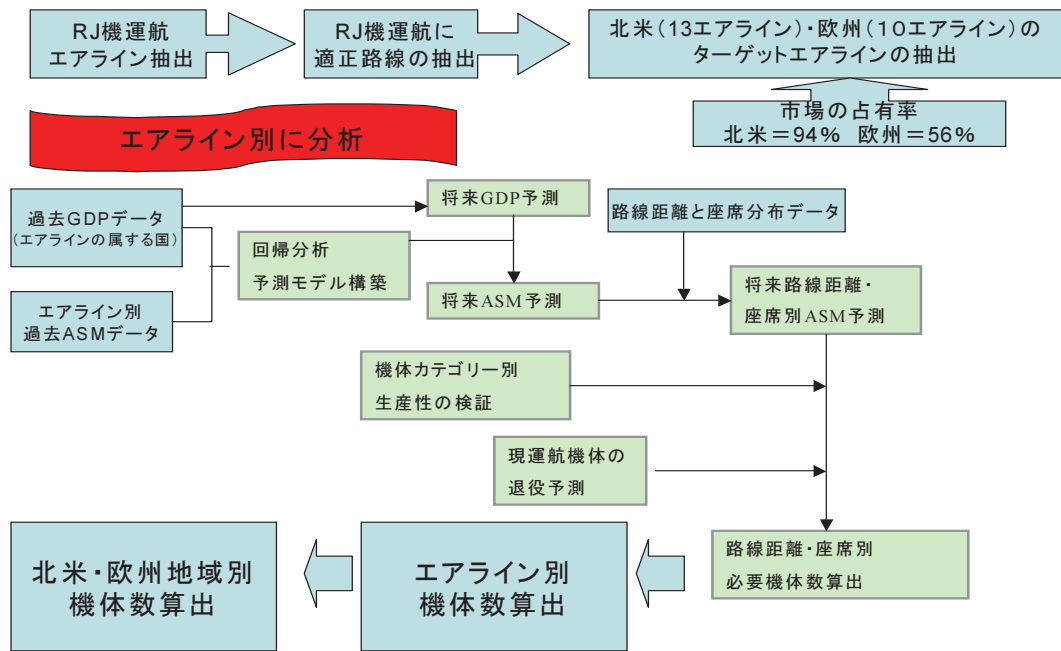 RJ機運航
エアライン抽出
RJ機運航に
適正路線の抽出
北米(13エアライン)・欧州(10エアライン)の
ターゲットエアラインの抽出
市場の占有率
北米=94% 欧州=56%
エアライン別に分析
過去GDPデータ
(エアラインの属する国)
将来GDP予測
路線距離と座席分布データ
回帰分析
予測モデル構築
エアライン別
過去ASMデータ
将来ASM予測
将来路線距離・
座席別ASM予測
機体カテゴリー別
生産性の検証
現運航機体の
退役予測
路線距離・座席別
必要機体数算出
エアライン別
機体数算出
北米・欧州地域別
機体数算出